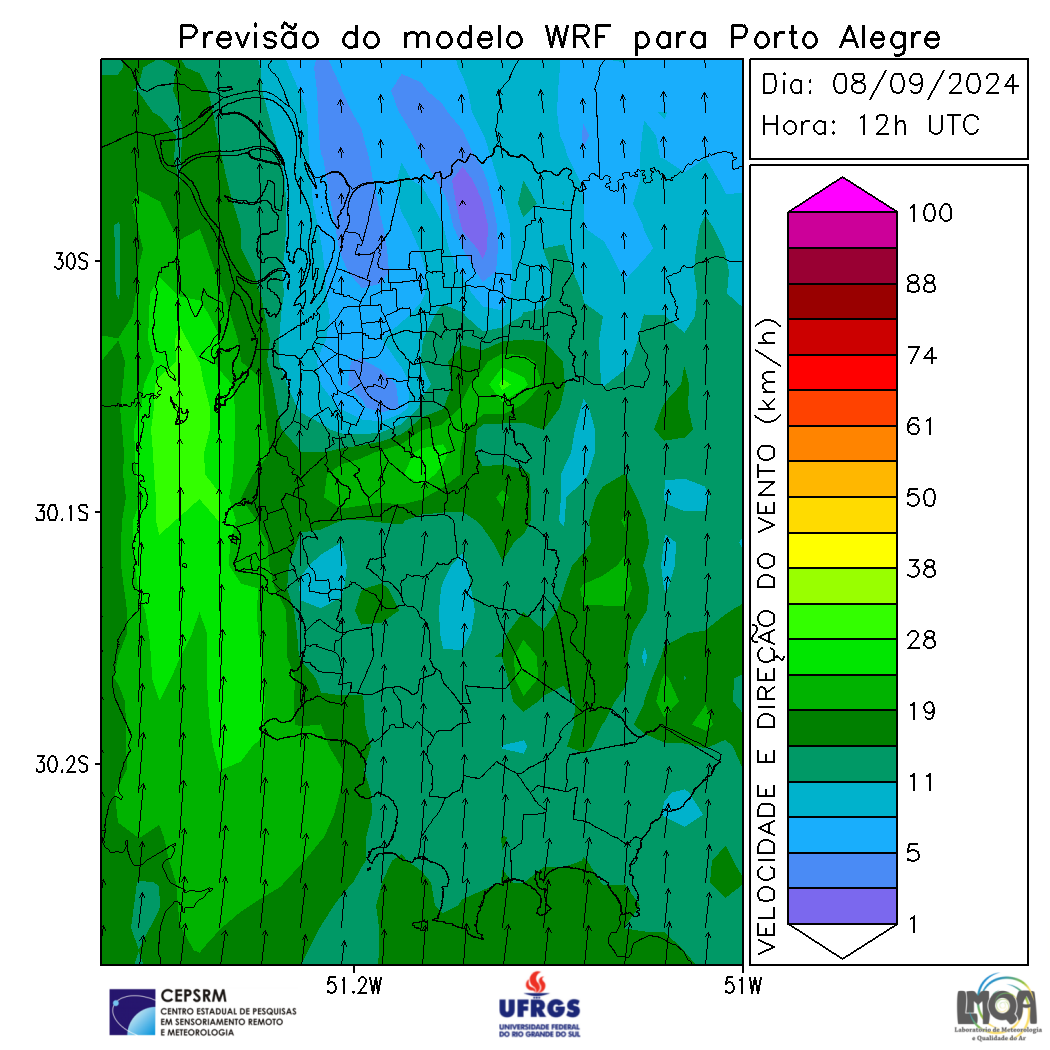 Previsão do modelo WRF para Porto Alegre
Dia: 08/09/2024
Hora: 12h UTC
30S
30.1S
30.2S
51.2W
51W
VELOCIDADE E DIREÇÃO DO VENTO (km/h)
100
88
74
61
50
38
28
19
11
5
1
CEPSRM
CENTRO ESTADUAL DE PESQUISAS
EM SENSORIAMENTO REMOTO
E METEOROLOGIA
UFRGS
UNIVERSIDADE FEDERAL
DO RIO GRANDE DO SUL
LMQA
Laboratório de Meteorologia
e Qualidade do Ar